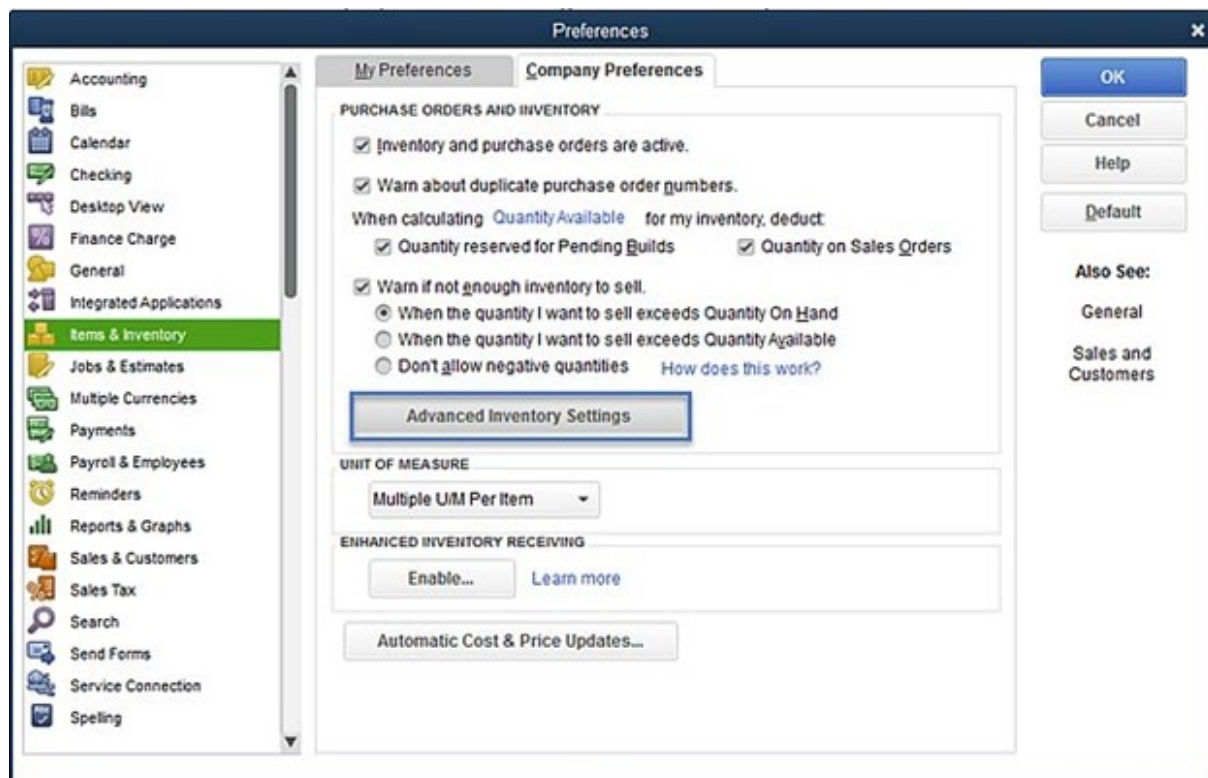 Preferences
Accounting
Bills
Calendar
Checking
Desktop View
Finance Charge
General
Integrated Applications
Items & Inventory
Jobs & Estimates
Multiple Currencies
Payments
Payroll & Employees
Reminders
Reports & Graphs
Sales & Customers
Sales Tax
Search
Send Forms
Service Connection
Spelling
My Preferences
Company Preferences
PURCHASE ORDERS AND INVENTORY
Inventory and purchase orders are active.
Warn about duplicate purchase order numbers.
When calculating Quantity Available for my inventory, deduct:
Quantity reserved for Pending Builds Quantity on Sales Orders
Warn if not enough inventory to sell.
When the quantity I want to sell exceeds Quantity On Hand
When the quantity I want to sell exceeds Quantity Available
Don't allow negative quantities How does this work?
Advanced Inventory Settings
UNIT OF MEASURE
Multiple U/M Per Item
ENHANCED INVENTORY RECEIVING
Enable... Learn more
Automatic Cost & Price Updates...
OK
Cancel
Help
Default
Also See:
General
Sales and
Customers